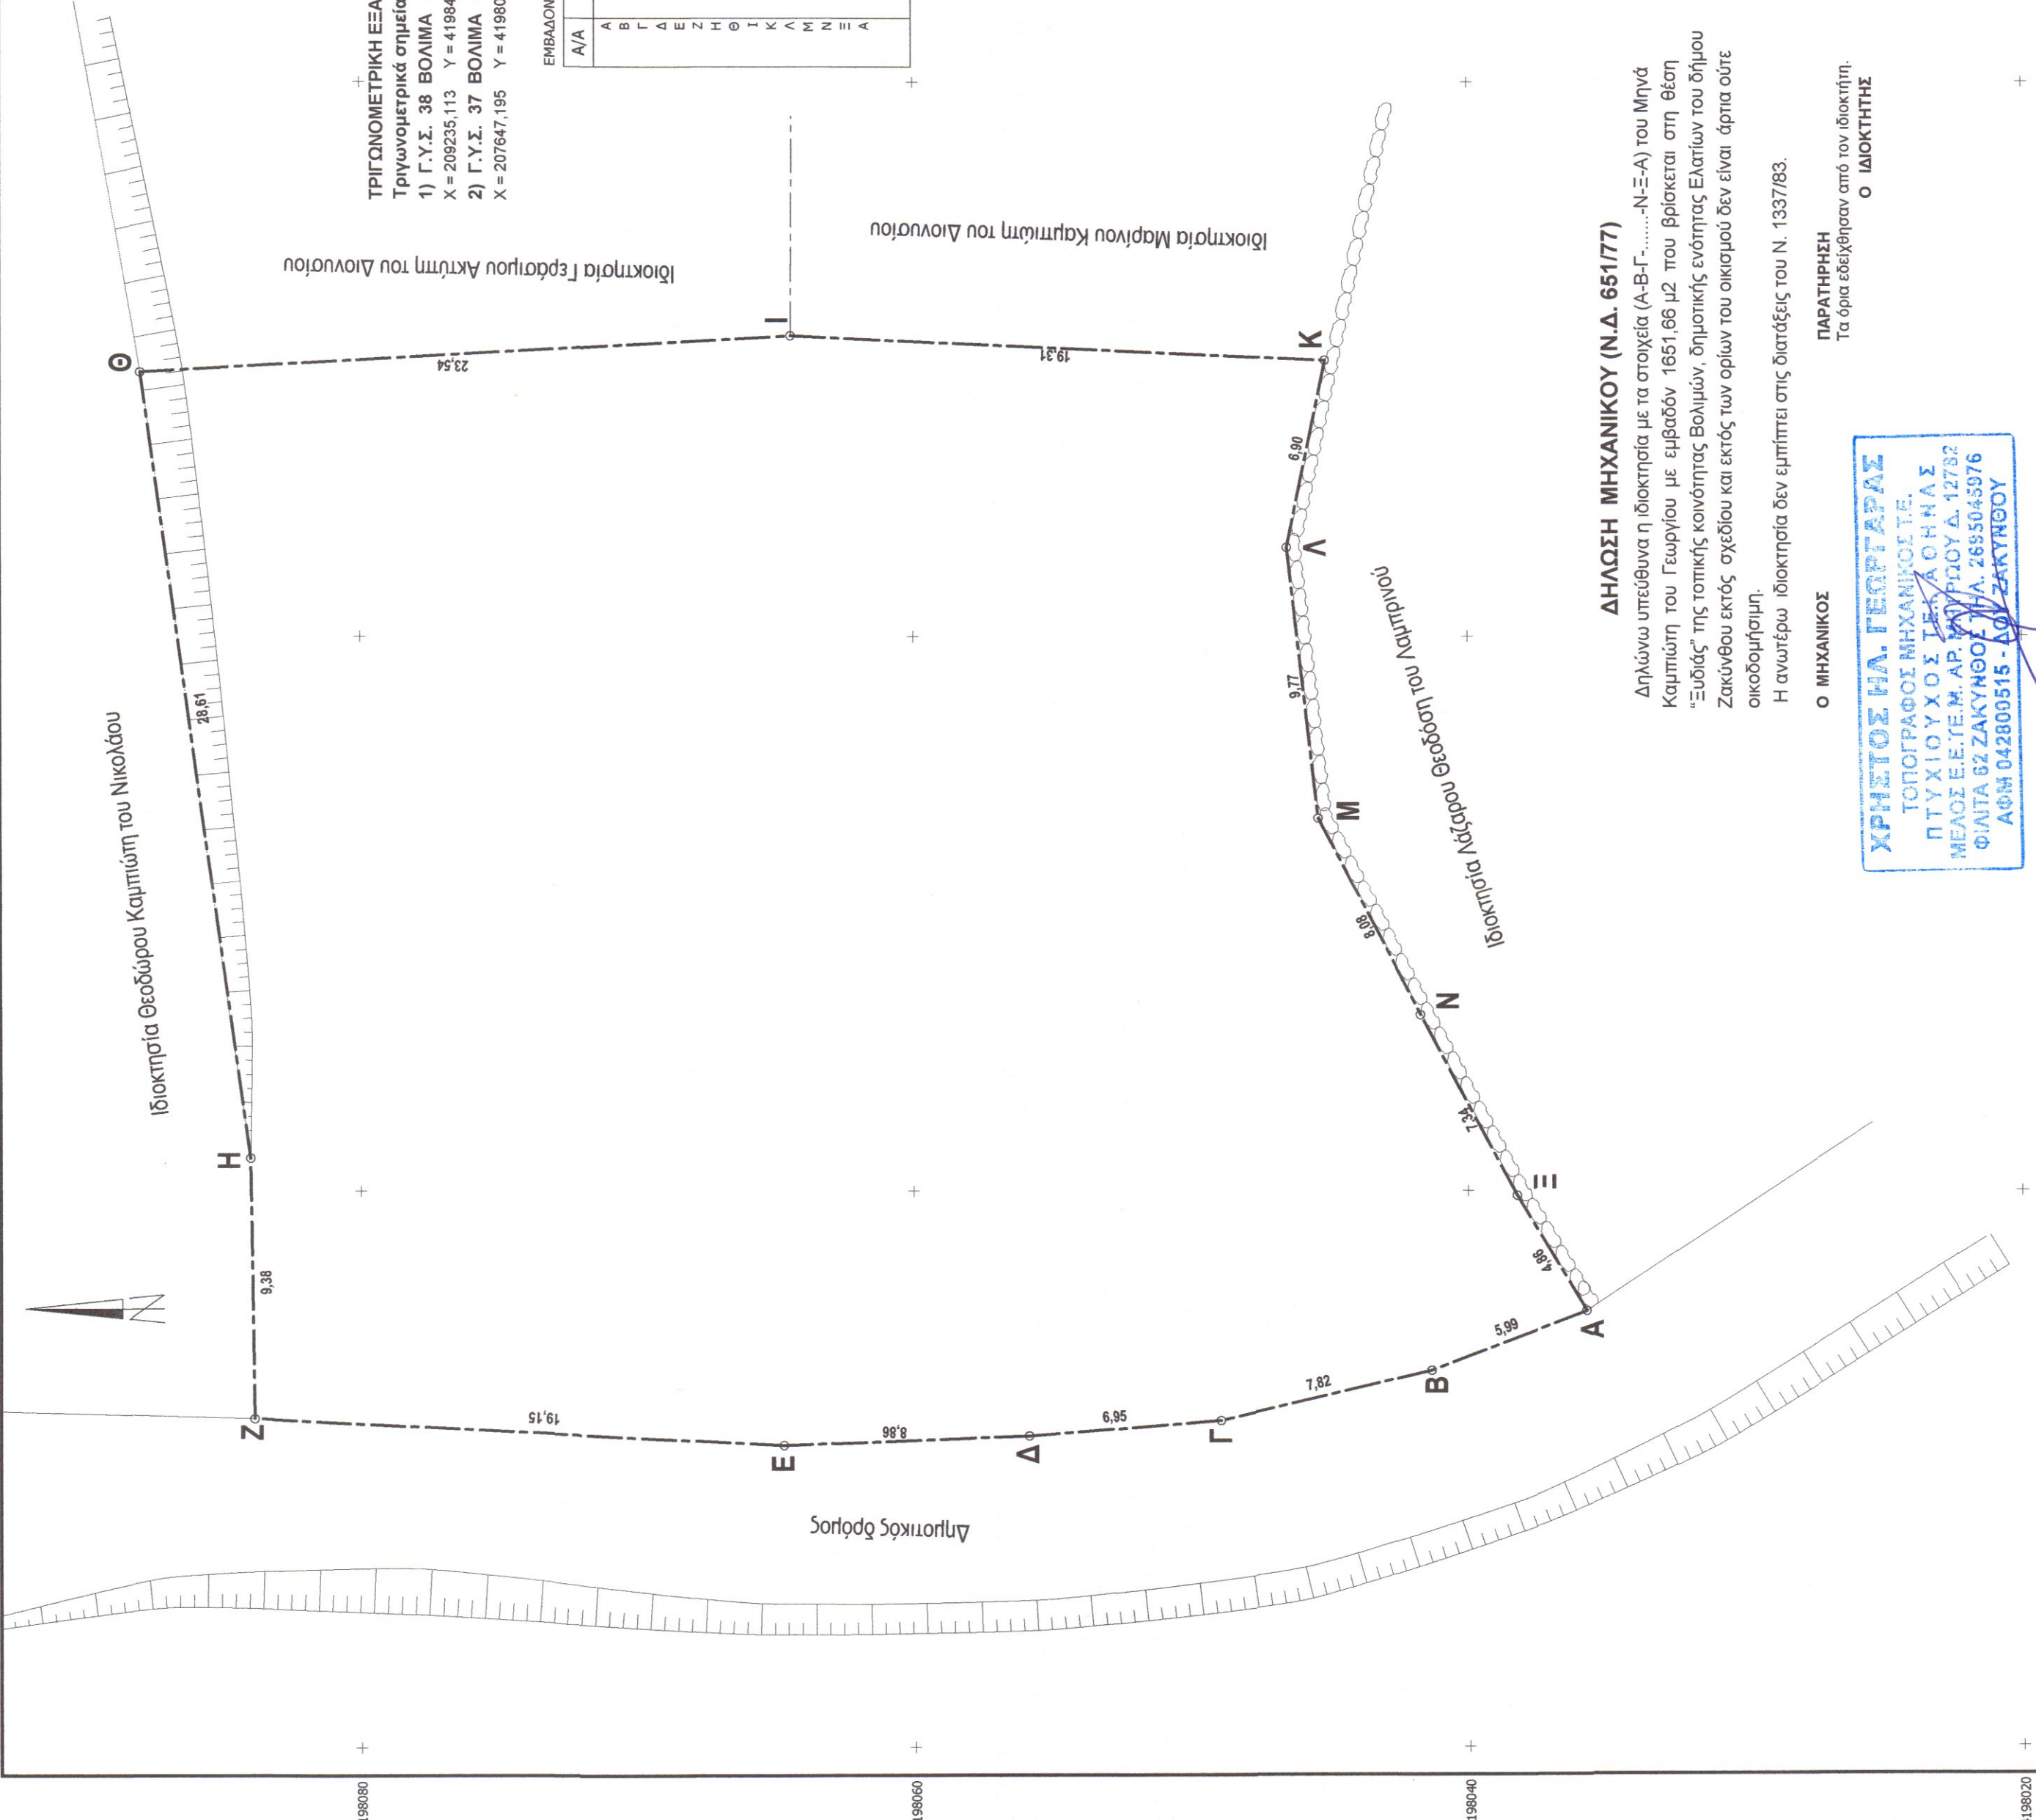 ΤΡΙΓΩΝΟΜΕΤΡΙΚΗ ΕΞΑ
Τριγωνομετρικά σημεία
1) Γ.Υ.Σ. 38 ΒΟΛΙΜΑ
Χ = 209235,113 Υ = 41984
2) Γ.Υ.Σ. 37 ΒΟΛΙΜΑ
Χ = 207647,195 Υ = 41980
ΕΜΒΑΔΟΝ
Α/Α
Α
Β
Γ
Δ
Ε
Ζ
Η
Θ
Ι
Κ
Λ
Μ
Ν
Ξ
Α
Ιδιοκτησία Θεοδώρου Καμπιώτη του Νικολάου
Ιδιοκτησία Γεράσιμου Ακτύπη του Διονυσίου
Ιδιοκτησία Μαρίνου Καμπιώτη του Διονυσίου
Ιδιοκτησία Λάζαρου Θεοδόση του Λαμπρινού
Δημοτικός δρόμος
Ν
Θ
28,61
Η
9,38
Ζ
19,15
Ε
8,86
Δ
6,95
Γ
7,82
Β
5,99
Α
4,86
Ξ
7,34
Ν
8,08
Μ
9,77
Λ
6,90
Κ
19,31
Ι
23,54
198080
198060
198040
198020
ΔΗΛΩΣΗ ΜΗΧΑΝΙΚΟΥ (Ν.Δ. 651/77)
Δηλώνω υπεύθυνα η ιδιοκτησία με τα στοιχεία (Α-Β-Γ-.......-Ν-Ξ-Α) του Μηνά
Καμπιώτη του Γεωργίου με εμβαδόν 1651,66 μ2 που βρίσκεται στη θέση
"Ξυδιάς" της τοπικής κοινότητας Βολιμών, δημοτικής ενότητας Ελατίων του δήμου
Ζακύνθου εκτός σχεδίου και εκτός των ορίων του οικισμού δεν είναι άρτια ούτε
οικοδομήσιμη.
Η ανωτέρω ιδιοκτησία δεν εμπίπτει στις διατάξεις του Ν. 1337/83.
Ο ΜΗΧΑΝΙΚΟΣ
ΠΑΡΑΤΗΡΗΣΗ
Τα όρια εδείχθησαν από τον ιδιοκτήτη.
Ο ΙΔΙΟΚΤΗΤΗΣ
ΧΡΗΣΤΟΣ ΗΛ. ΓΕΩΡΓΑΡΑΣ
ΤΟΠΟΓΡΑΦΟΣ ΜΗΧΑΝΙΚΟΣ Τ.Ε.
ΠΤΥΧΙΟΥΧΟΣ Τ.Ε.Ι. ΑΘΗΝΑΣ
ΜΕΛΟΣ Ε.Ε.Τ.Ε.Μ. ΑΡ. ΜΗΤΡΩΟΥ Δ. 12782
ΦΙΛΙΤΑ 62 ΖΑΚΥΝΘΟΣ ΤΗΛ. 2695045976
ΑΦΜ 042800515 - ΔΟΥ ΖΑΚΥΝΘΟΥ